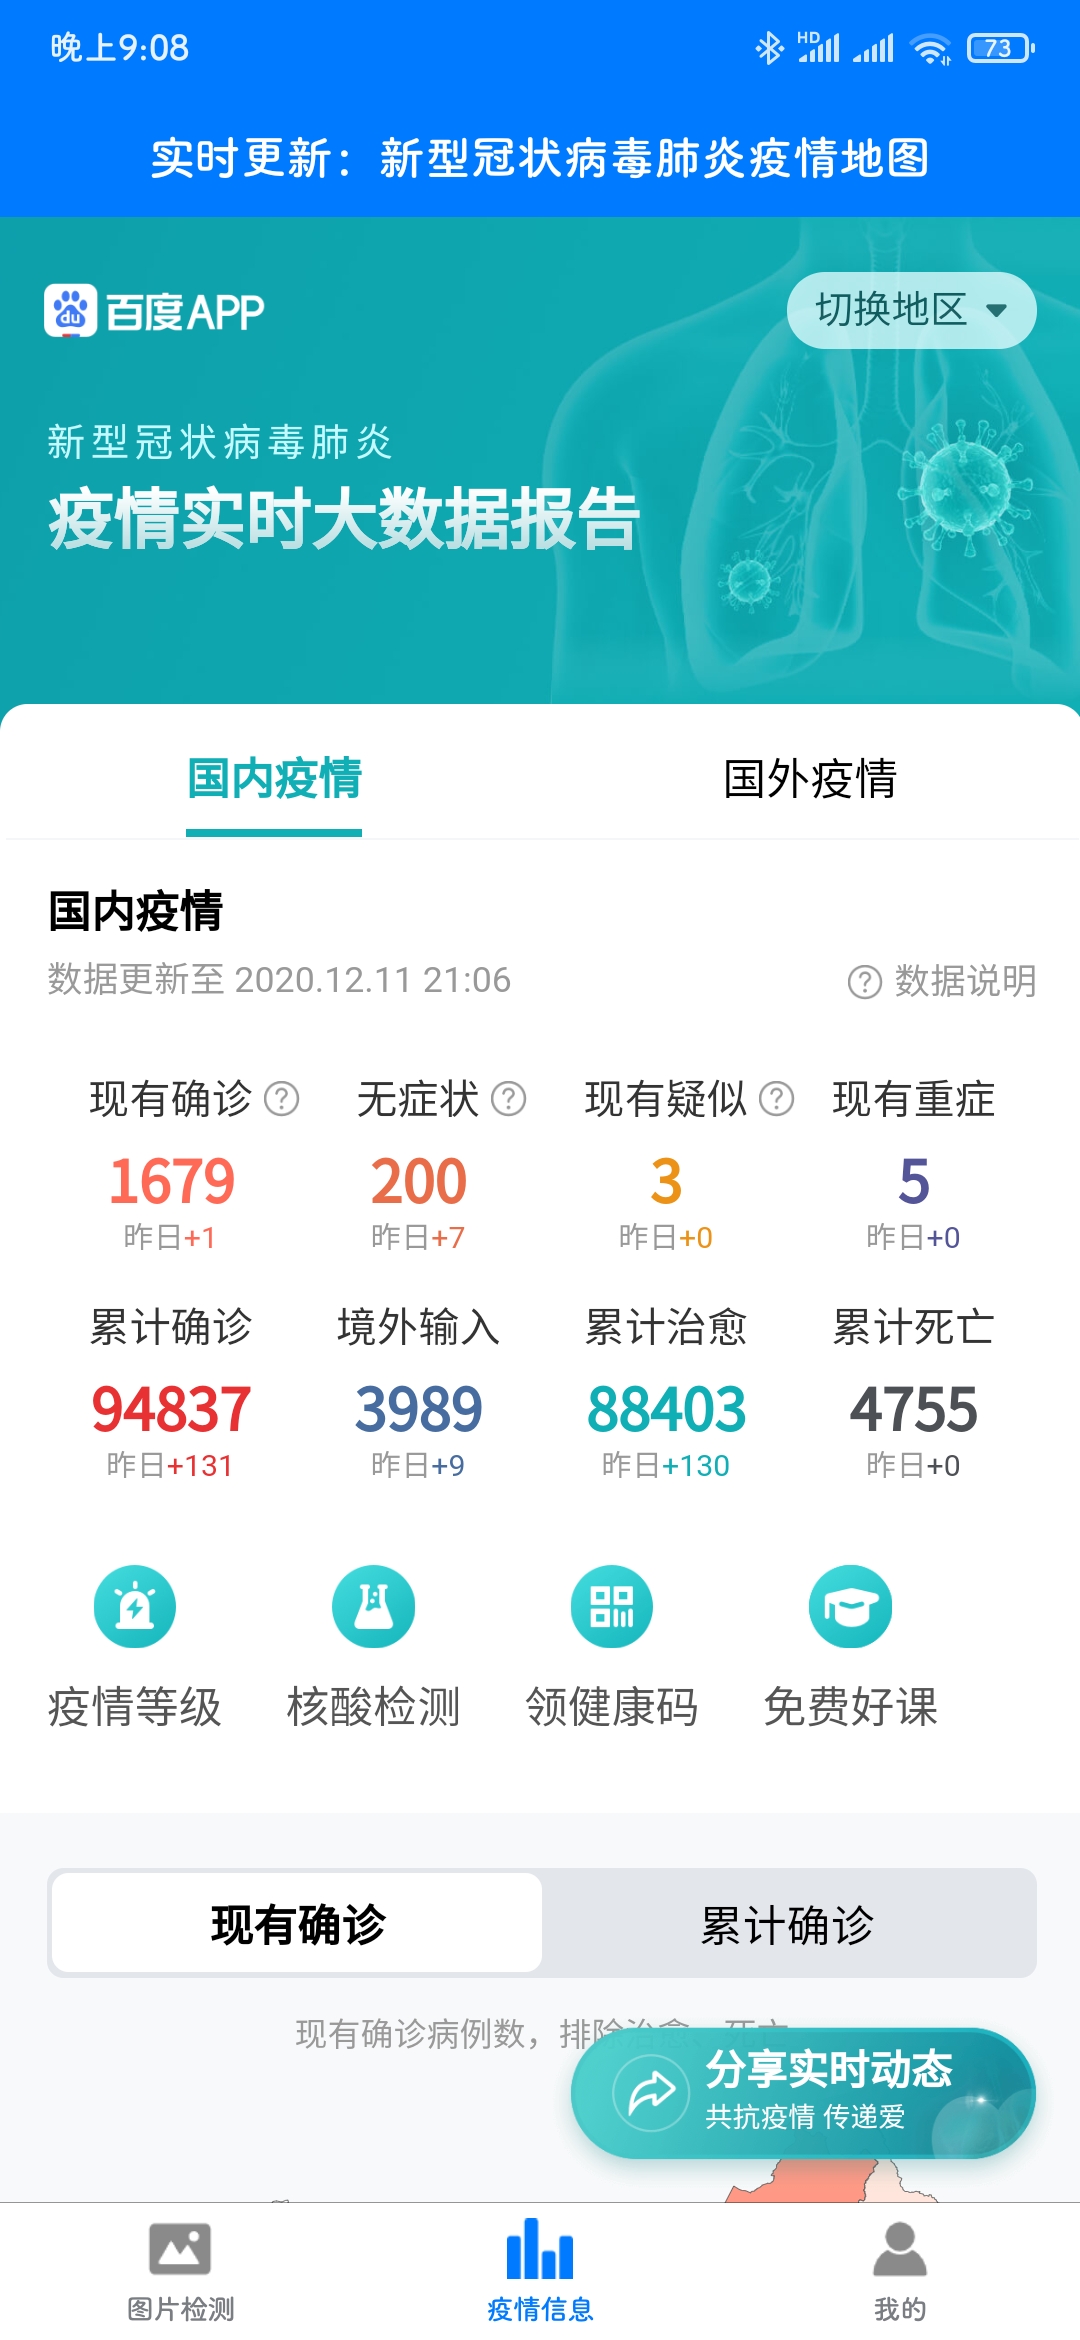 晚上9:08
HD
73
实时更新：新型冠状病毒肺炎疫情地图
du 百度APP
切换地区
新型冠状病毒肺炎
疫情实时大数据报告
国内疫情 国外疫情
国内疫情
数据更新至 2020.12.11 21:06
? 数据说明
现有确诊 ? 无症状 ? 现有疑似 ? 现有重症
1679 200 3 5
昨日+1 昨日+7 昨日+0 昨日+0
累计确诊 境外输入 累计治愈 累计死亡
94837 3989 88403 4755
昨日+131 昨日+9 昨日+130 昨日+0
疫情等级 核酸检测 领健康码 免费好课
现有确诊 累计确诊
现有确诊病例数，排除治愈、死亡
分享实时动态
共抗疫情 传递爱
图片检测 疫情信息 我的